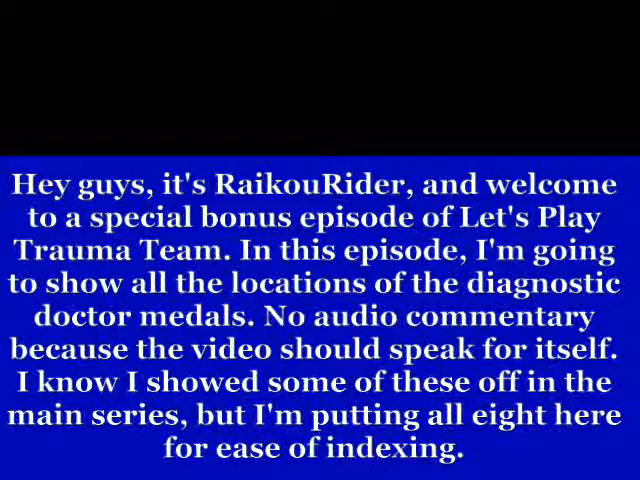 Hey guys, it's RaikouRider, and welcome
to a special bonus episode of Let's Play
Trauma Team. In this episode, I'm going
to show all the locations of the diagnostic
doctor medals. No audio commentary
because the video should speak for itself.
I know I showed some of these off in the
main series, but I'm putting all eight here
for ease of indexing.